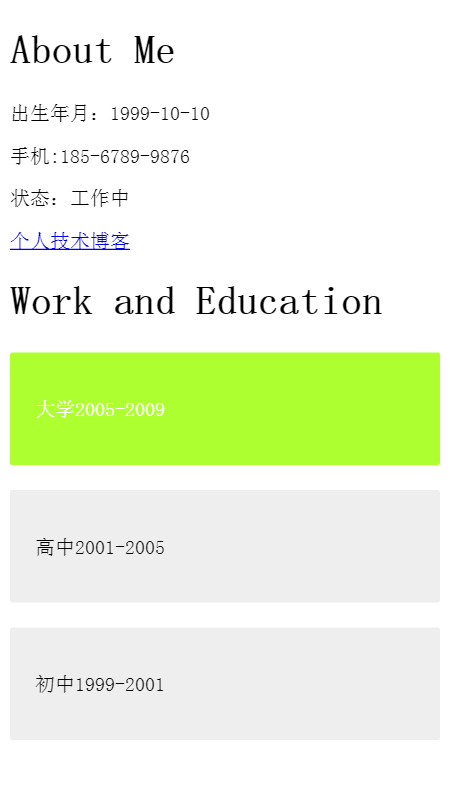 About Me
出生年月：1999-10-10
手机:185-6789-9876
状态：工作中
个人技术博客
Work and Education
大学2005-2009
高中2001-2005
初中1999-2001